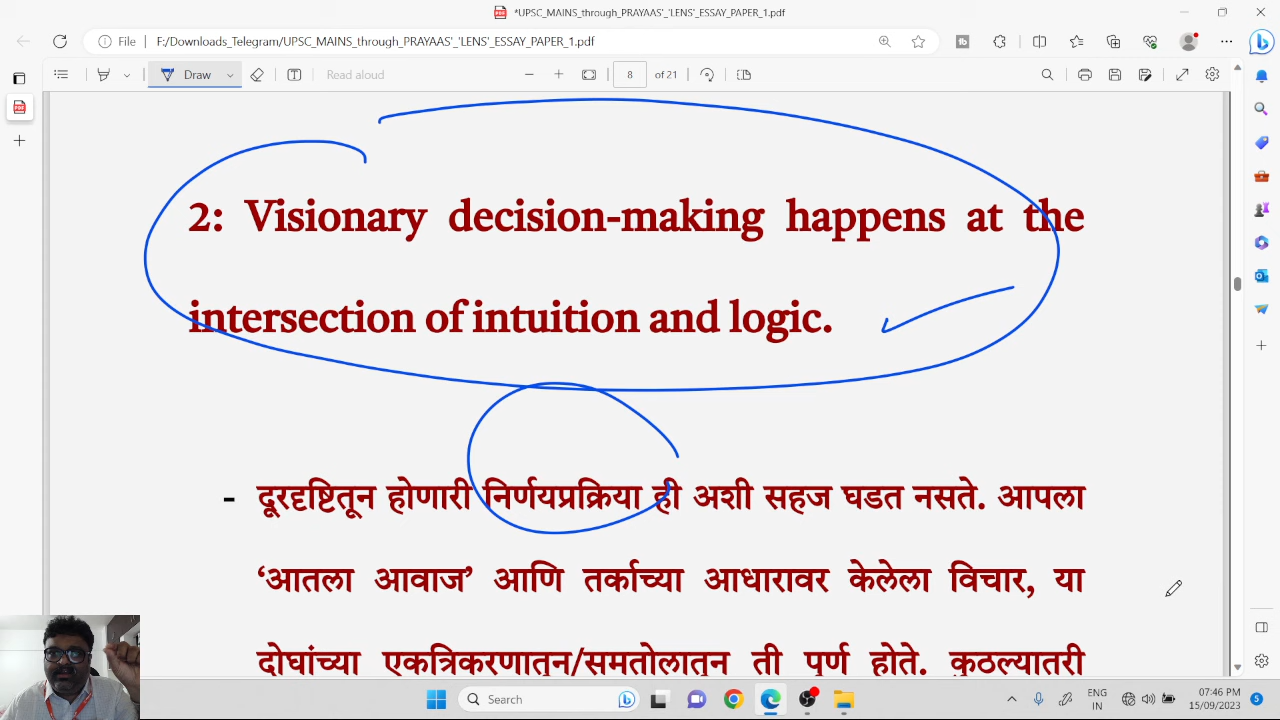 *UPSC_MAINS_through_PRAYAAS'_'LENS'_ESSAY_PAPER_1.pdf
File F:/Downloads_Telegram/UPSC_MAINS_through_PRAYAAS'_'LENS'_ESSAY_PAPER_1.pdf
Draw Read aloud 8 of 21
2: Visionary decision-making happens at the
intersection of intuition and logic.
- दूरदृष्टितून होणारी निर्णयप्रक्रिया ही अशी सहज घडत नसते. आपला
‘आतला आवाज’ आणि तर्काच्या आधारावर केलेला विचार, या
दोघांच्या एकत्रिकरणातून/समतोलातून ती पूर्ण होते. कुठल्यातरी
Search
ENG
IN
07:46 PM
15/09/2023
5